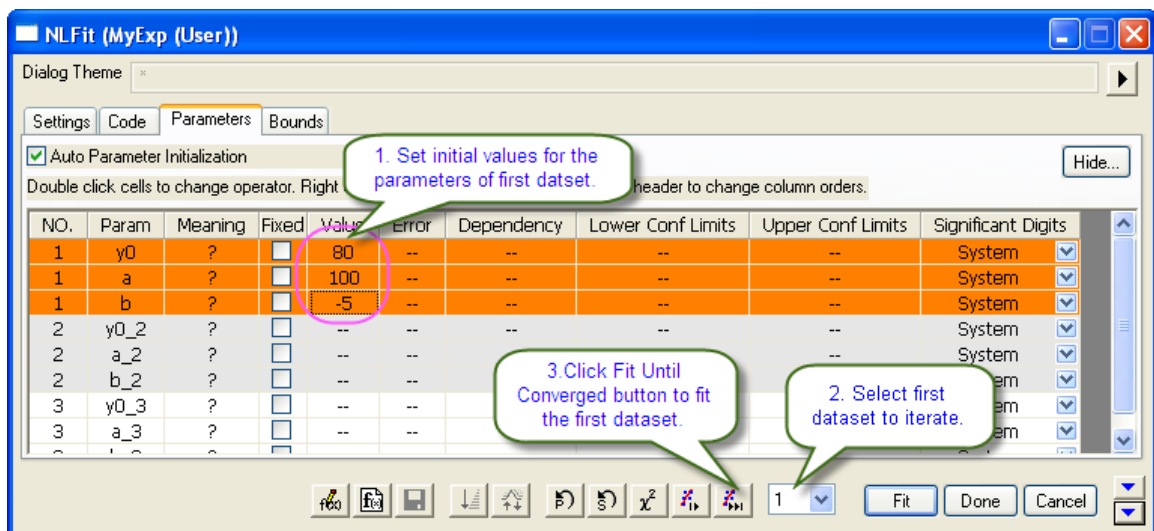 NLFit (MyExp (User))
Dialog Theme *
Settings Code Parameters Bounds
Auto Parameter Initialization
Hide...
1. Set initial values for the
parameters of first datset.
Double click cells to change operator. Right header to change column orders.
NO. Param Meaning Fixed Value Error Dependency Lower Conf Limits Upper Conf Limits Significant Digits
1 y0 ? 80 -- -- -- -- System
1 a ? 100 -- -- -- -- System
1 b ? -5 -- -- -- -- System
2 y0_2 ? -- -- -- -- -- System
2 a_2 ? -- -- -- System
2 b_2 ? -- --
3 y0_3 ? -- --
3 a_3 ? -- --
3.Click Fit Until
Converged button to fit
the first dataset.
2. Select first
dataset to iterate.
χ² 1 Fit Done Cancel